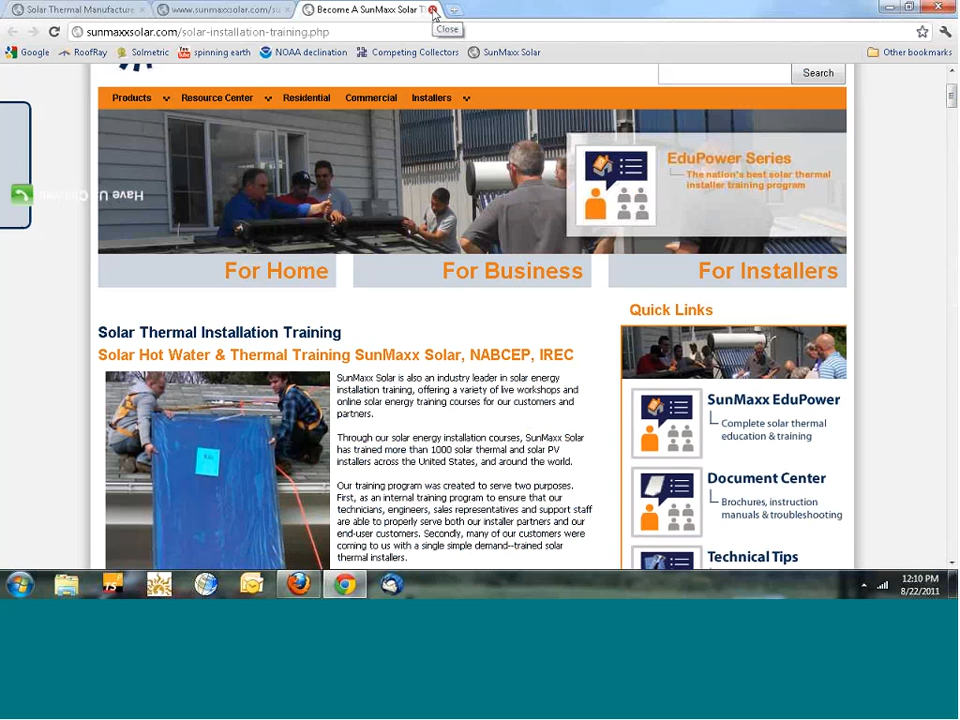 Solar Thermal Manufacture
www.sunmaxxsolar.com/su
Become A SunMaxx Solar T
Close
sunmaxxsolar.com/solar-installation-training.php
Google
RoofRay
Solmetric
spinning earth
NOAA declination
Competing Collectors
SunMaxx Solar
Other bookmarks
Search
Products
Resource Center
Residential
Commercial
Installers
EduPower Series
The nation's best solar thermal
installer training program
Have Us
For Home
For Business
For Installers
Quick Links
Solar Thermal Installation Training
Solar Hot Water & Thermal Training SunMaxx Solar, NABCEP, IREC
SunMaxx Solar is also an industry leader in solar energy
installation training, offering a variety of live workshops and
online solar energy training courses for our customers and
partners.
Through our solar energy installation courses, SunMaxx Solar
has trained more than 1000 solar thermal and solar PV
installers across the United States, and around the world.
Our training program was created to serve two purposes.
First, as an internal training program to ensure that our
technicians, engineers, sales representatives and support staff
are able to properly serve both our installer partners and our
end-user customers. Secondly, many of our customers were
coming to us with a single simple demand--trained solar
thermal installers.
SunMaxx EduPower
Complete solar thermal
education & training
Document Center
Brochures, instruction
manuals & troubleshooting
Technical Tips
12:10 PM
8/22/2011